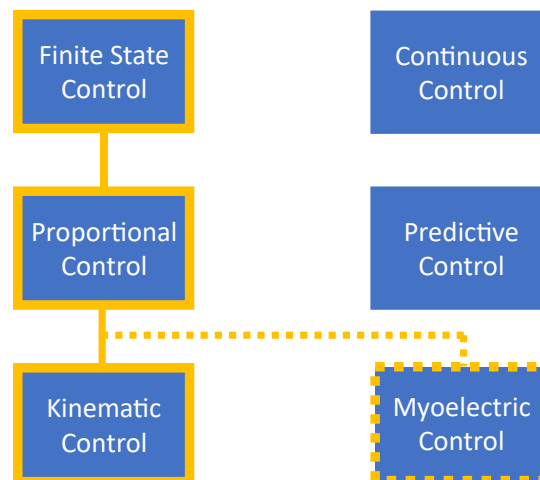 Finite State
Control
Continuous
Control
Proportional
Control
Predictive
Control
Kinematic
Control
Myoelectric
Control